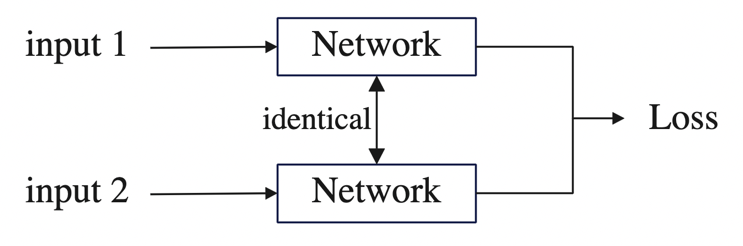 input 1
Network
identical
Loss
input 2
Network